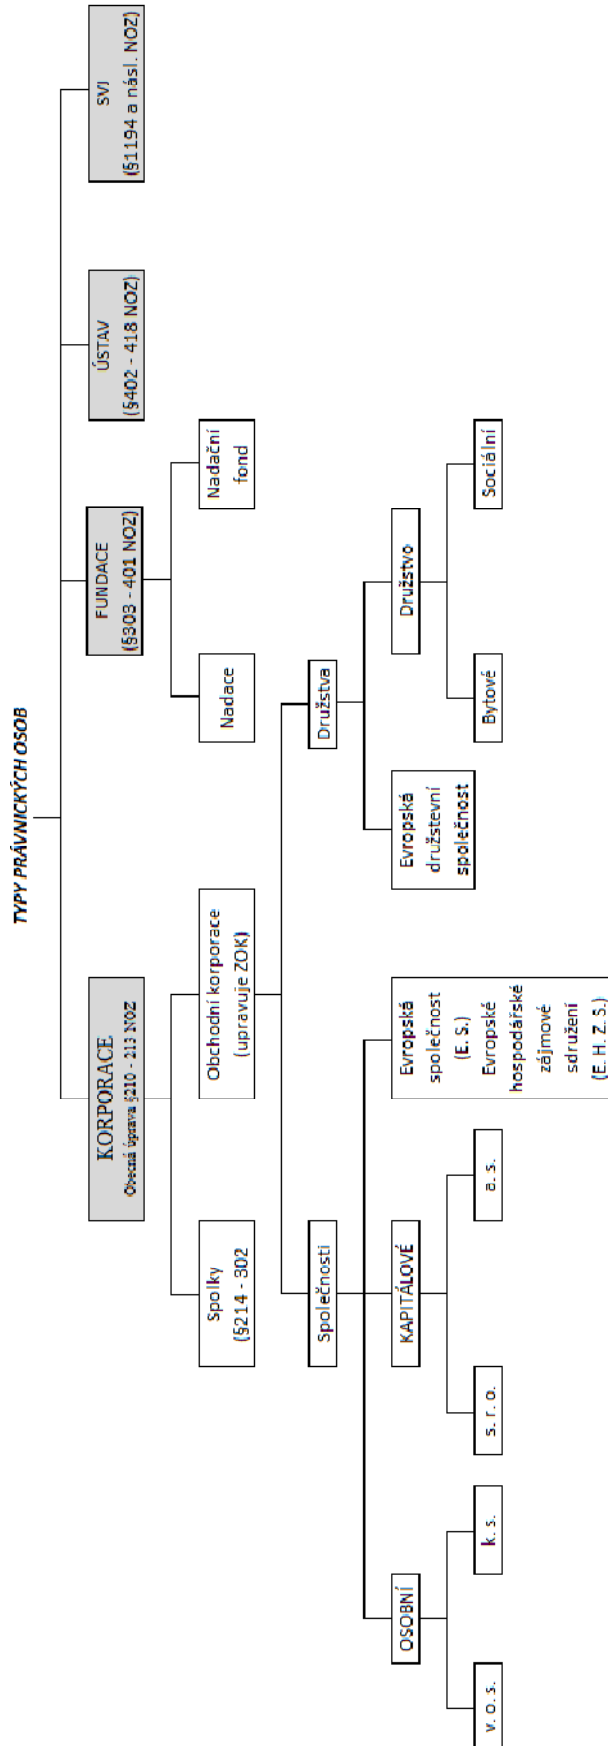 TYPY PRÁVNICKÝCH OSOB
KORPORACE
Obecná úprava §210 - 213 NOZ
FUNDACE
(§303 - 401 NOZ)
ÚSTAV
(§402 - 418 NOZ)
SVJ
(§1194 a násl. NOZ)
Spolky
(§214 - 302
Obchodní korporace
(upravuje ZOK)
Nadace
Nadační
fond
Společnosti
Družstva
OSOBNÍ
KAPITÁLOVÉ
Evropská
společnost
(E. S.)
Evropské
hospodářské
zájmové
sdružení
(E. H. Z. S.)
Evropská
družstevní
společnost
Družstvo
v. o. s.
k. s.
s. r. o.
a. s.
Bytové
Sociální